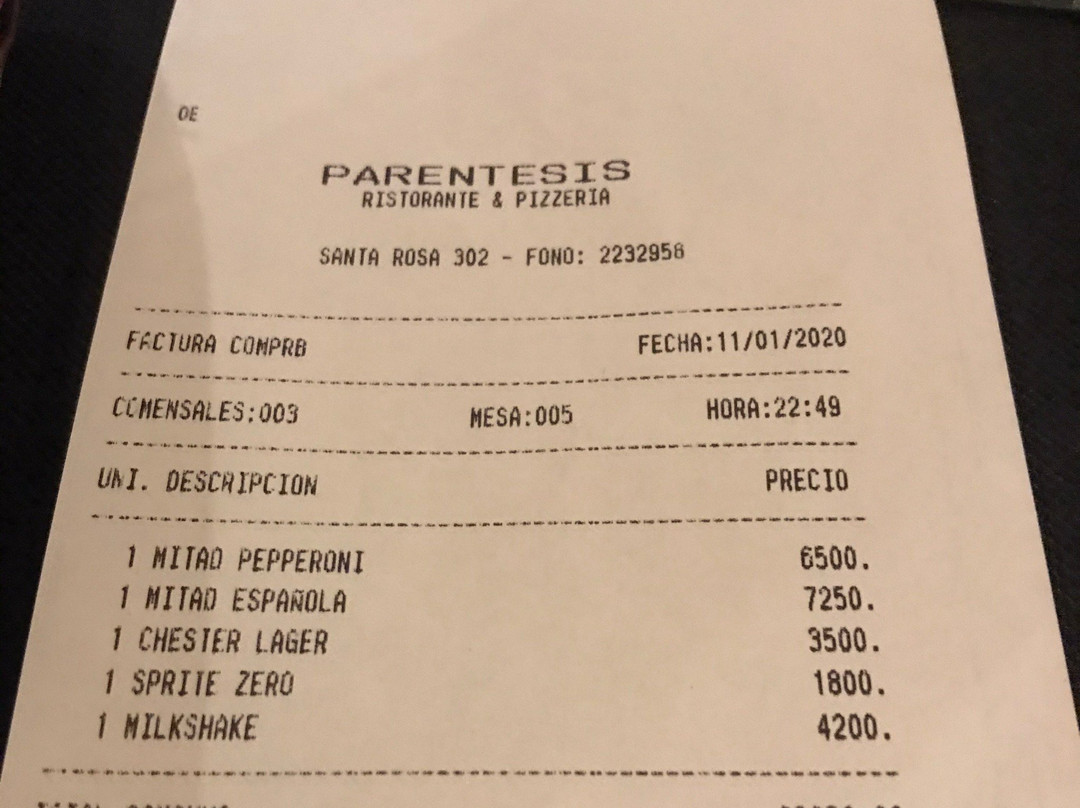 DE
PARENTESIS
RISTORANTE & PIZZERIA
SANTA ROSA 302 - FONO: 2232958
FACTURA COMPRB FECHA:11/01/2020
COMENSALES:003 MESA:005 HORA:22:49
UNI. DESCRIPCION PRECIO
1 MITAD PEPPERONI 6500.
1 MITAD ESPAÑOLA 7250.
1 CHESTER LAGER 3500.
1 SPRITE ZERO 1800.
1 MILKSHAKE 4200.